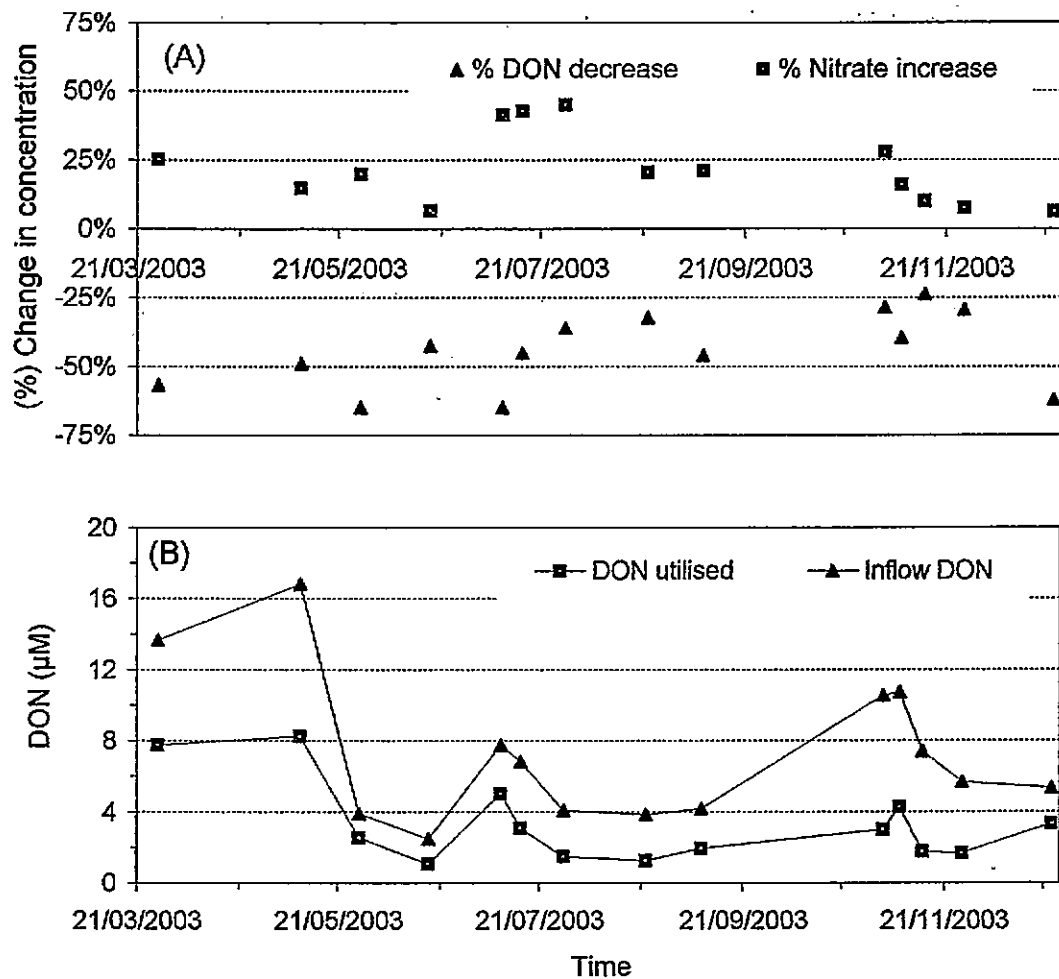 75%
(A)
▲ % DON decrease
% Nitrate increase
50%
25%
0%
21/03/2003
21/05/2003
21/07/2003
21/09/2003
21/11/2003
-25%
-50%
-75%
(%) Change in concentration
20
(B)
DON utilised
Inflow DON
16
12
8
4
0
DON (µM)
21/03/2003
21/05/2003
21/07/2003
21/09/2003
21/11/2003
Time